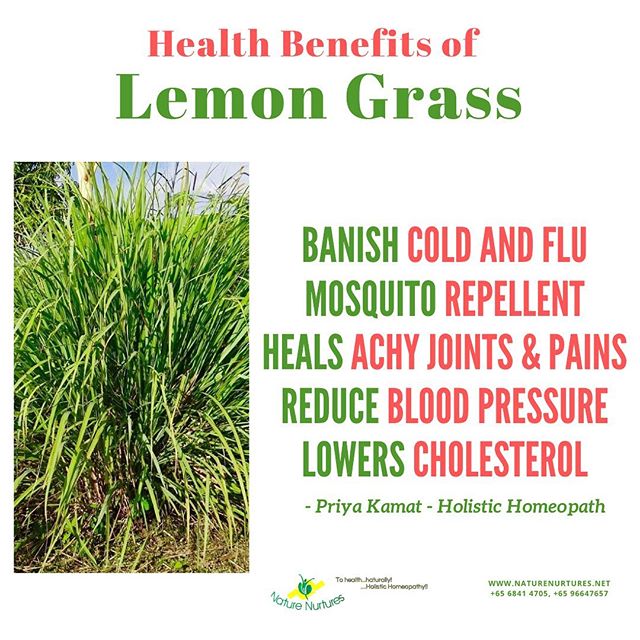 Health Benefits of
Lemon Grass
BANISH COLD AND FLU
MOSQUITO REPELLENT
HEALS ACHY JOINTS & PAINS
REDUCE BLOOD PRESSURE
LOWERS CHOLESTEROL
- Priya Kamat - Holistic Homeopath
To health...naturally!
...Holistic Homeopathy!!
Nature Nurtures
WWW.NATURENURTURES.NET
+65 6841 4705, +65 96647657